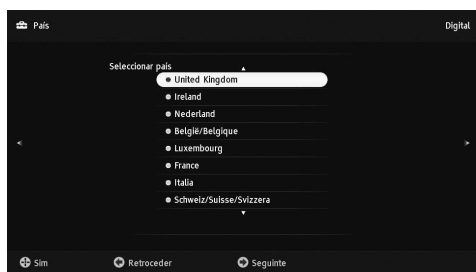 País
Digital
Seleccionar país
United Kingdom
Ireland
Nederland
België/Belgique
Luxembourg
France
Italia
Schweiz/Suisse/Svizzera
Sim
Retroceder
Seguinte